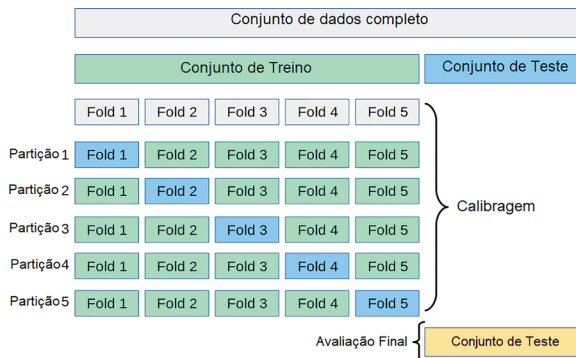 Conjunto de dados completo
Conjunto de Treino Conjunto de Teste
Fold 1 Fold 2 Fold 3 Fold 4 Fold 5
Partição 1 Fold 1 Fold 2 Fold 3 Fold 4 Fold 5
Partição 2 Fold 1 Fold 2 Fold 3 Fold 4 Fold 5
Calibragem
Partição 3 Fold 1 Fold 2 Fold 3 Fold 4 Fold 5
Partição 4 Fold 1 Fold 2 Fold 3 Fold 4 Fold 5
Partição 5 Fold 1 Fold 2 Fold 3 Fold 4 Fold 5
Avaliação Final Conjunto de Teste